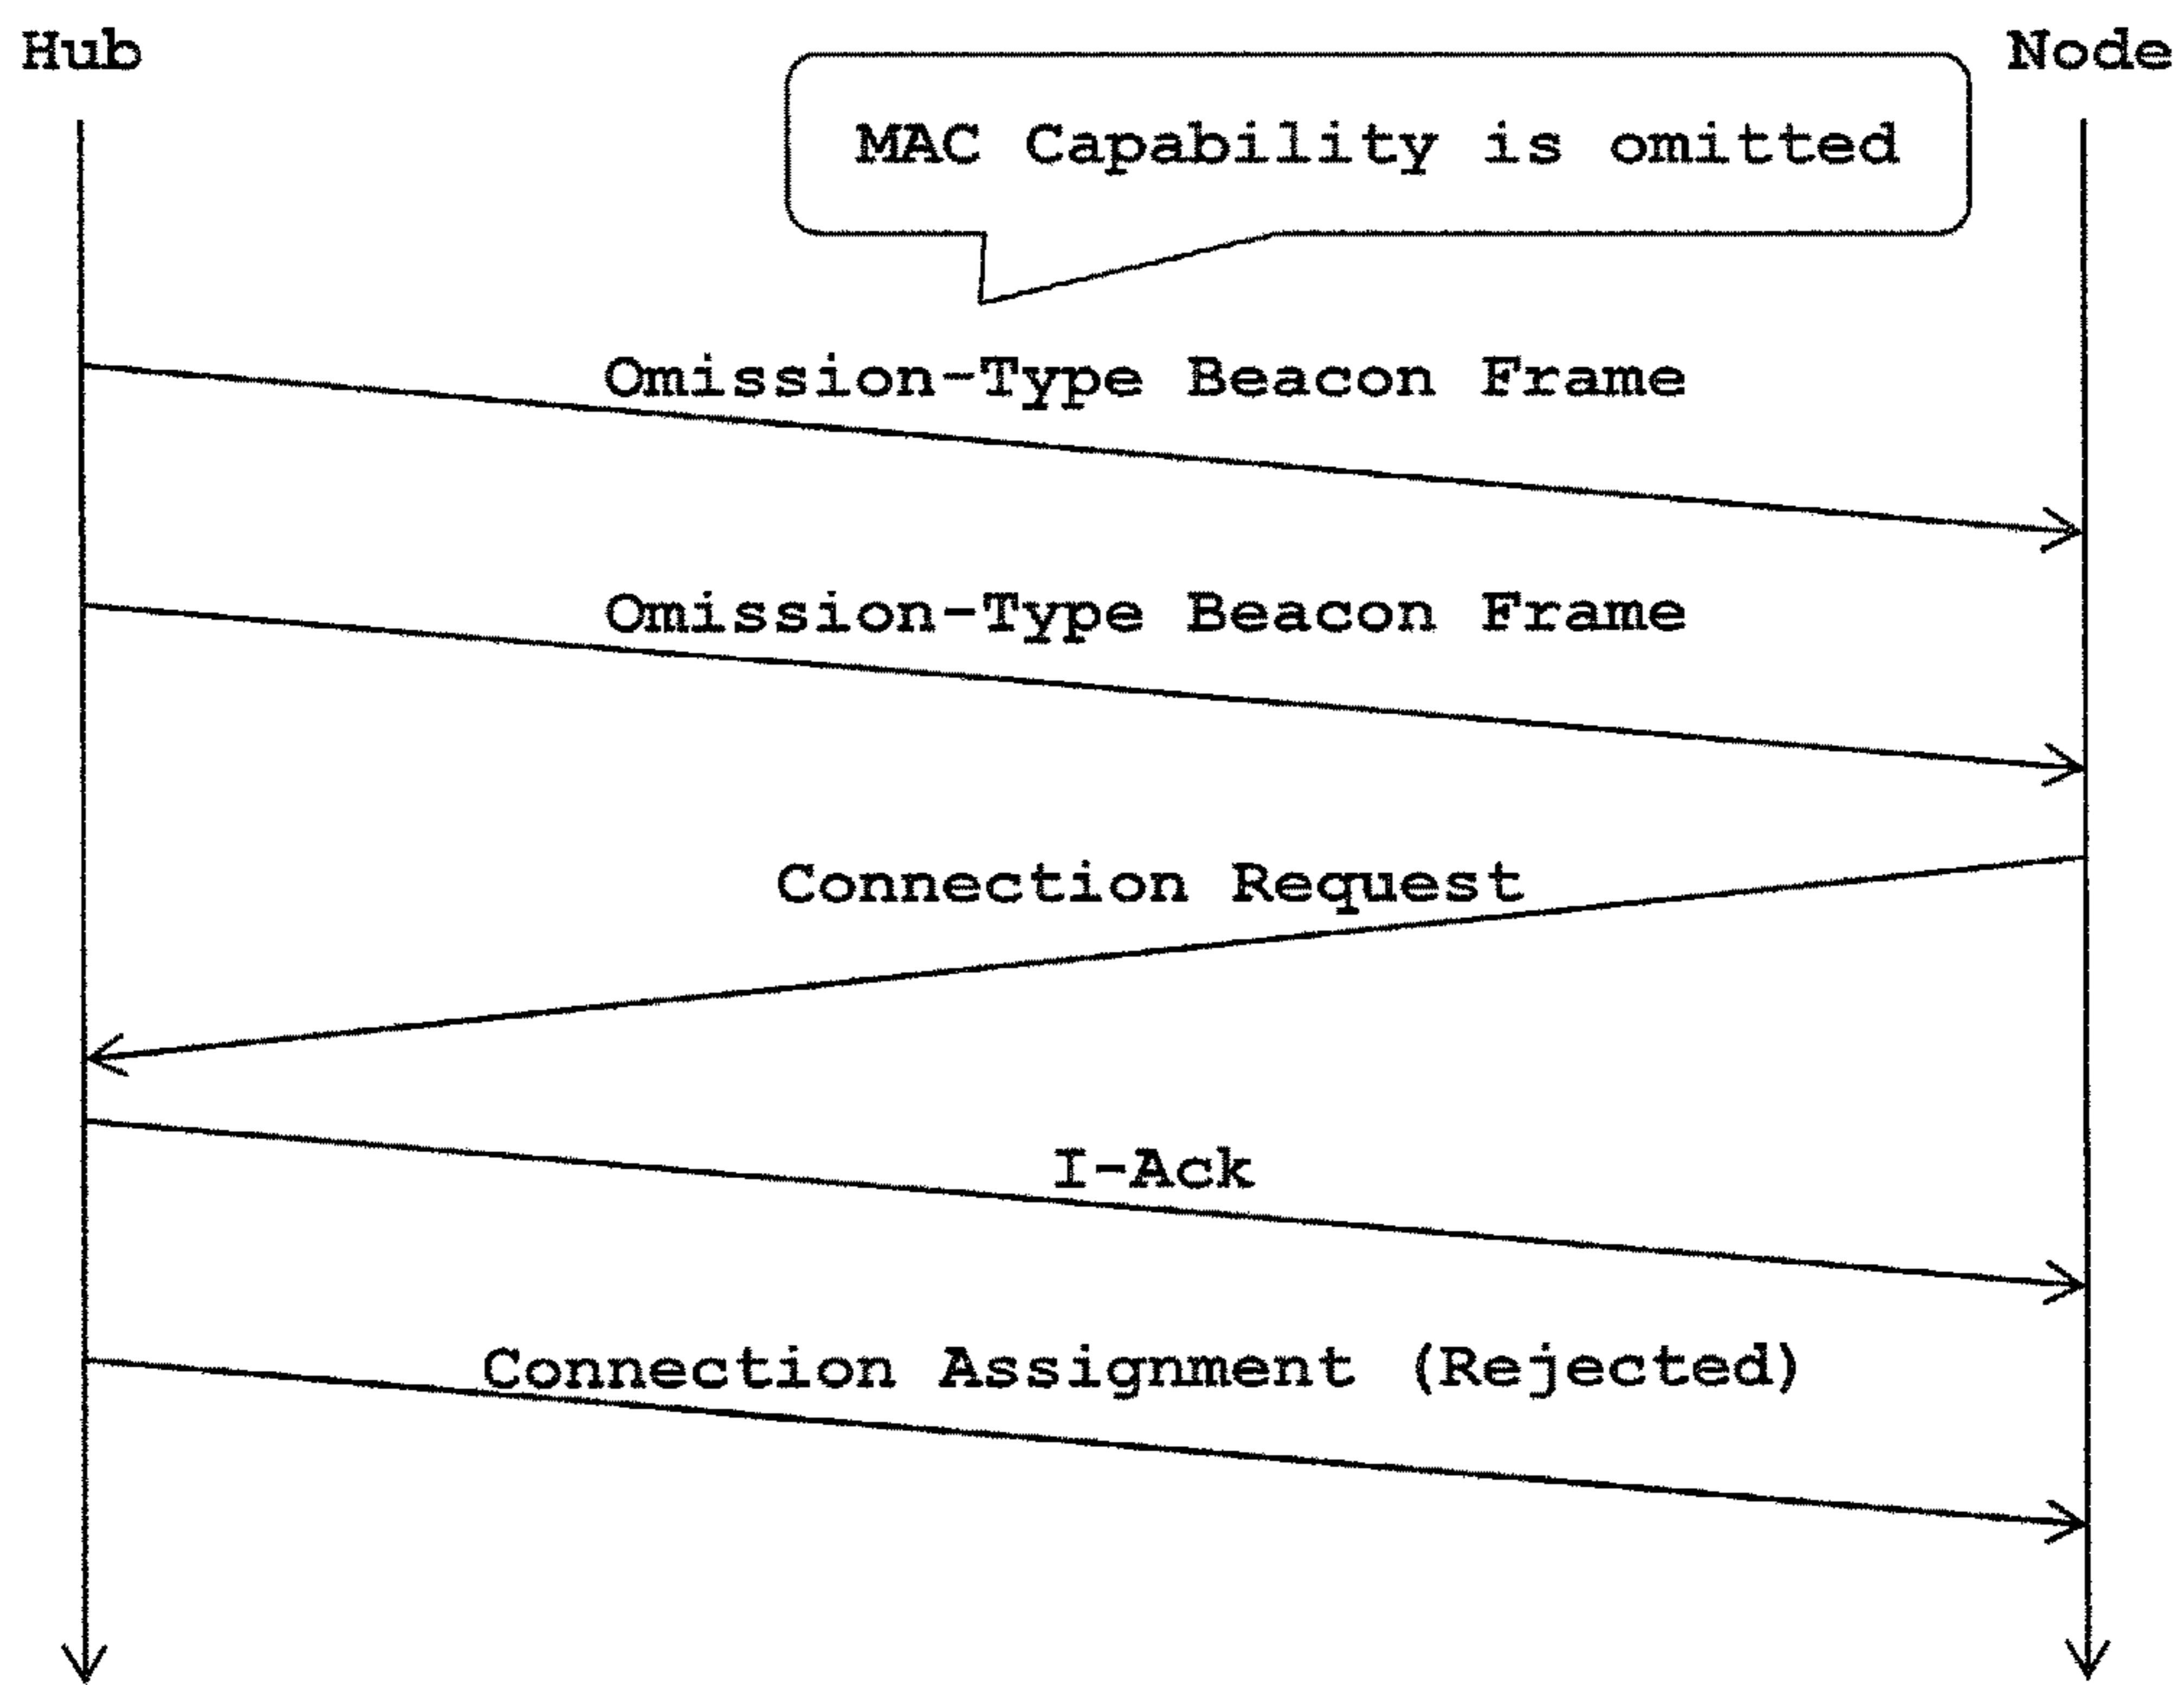 Hub
Node
MAC Capability is omitted
Omission-Type Beacon Frame
Omission-Type Beacon Frame
Connection Request
I-Ack
Connection Assignment (Rejected)